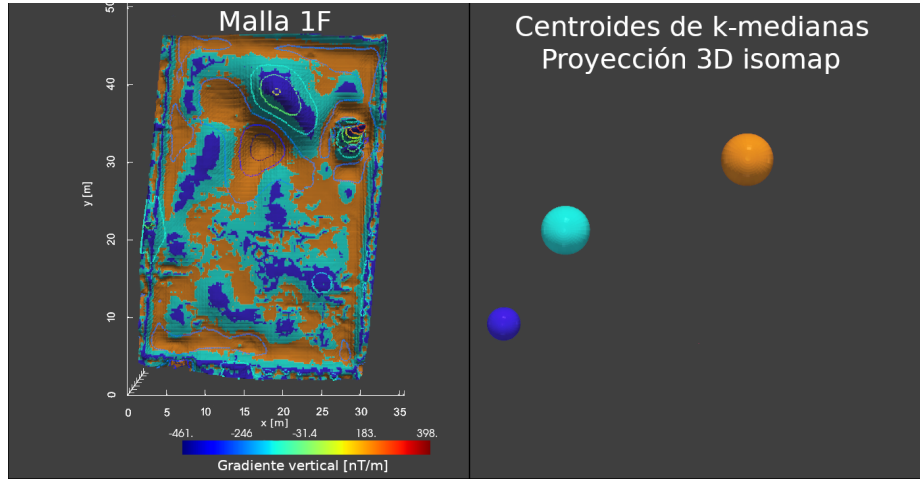 Malla 1F
Centroides de k-medianas
Proyección 3D isomap
50
40
30
20
10
0
y [m]
0 5 10 15 20 25 30 35
x [m]
-461. -246 -31.4 183. 398.
Gradiente vertical [nT/m]